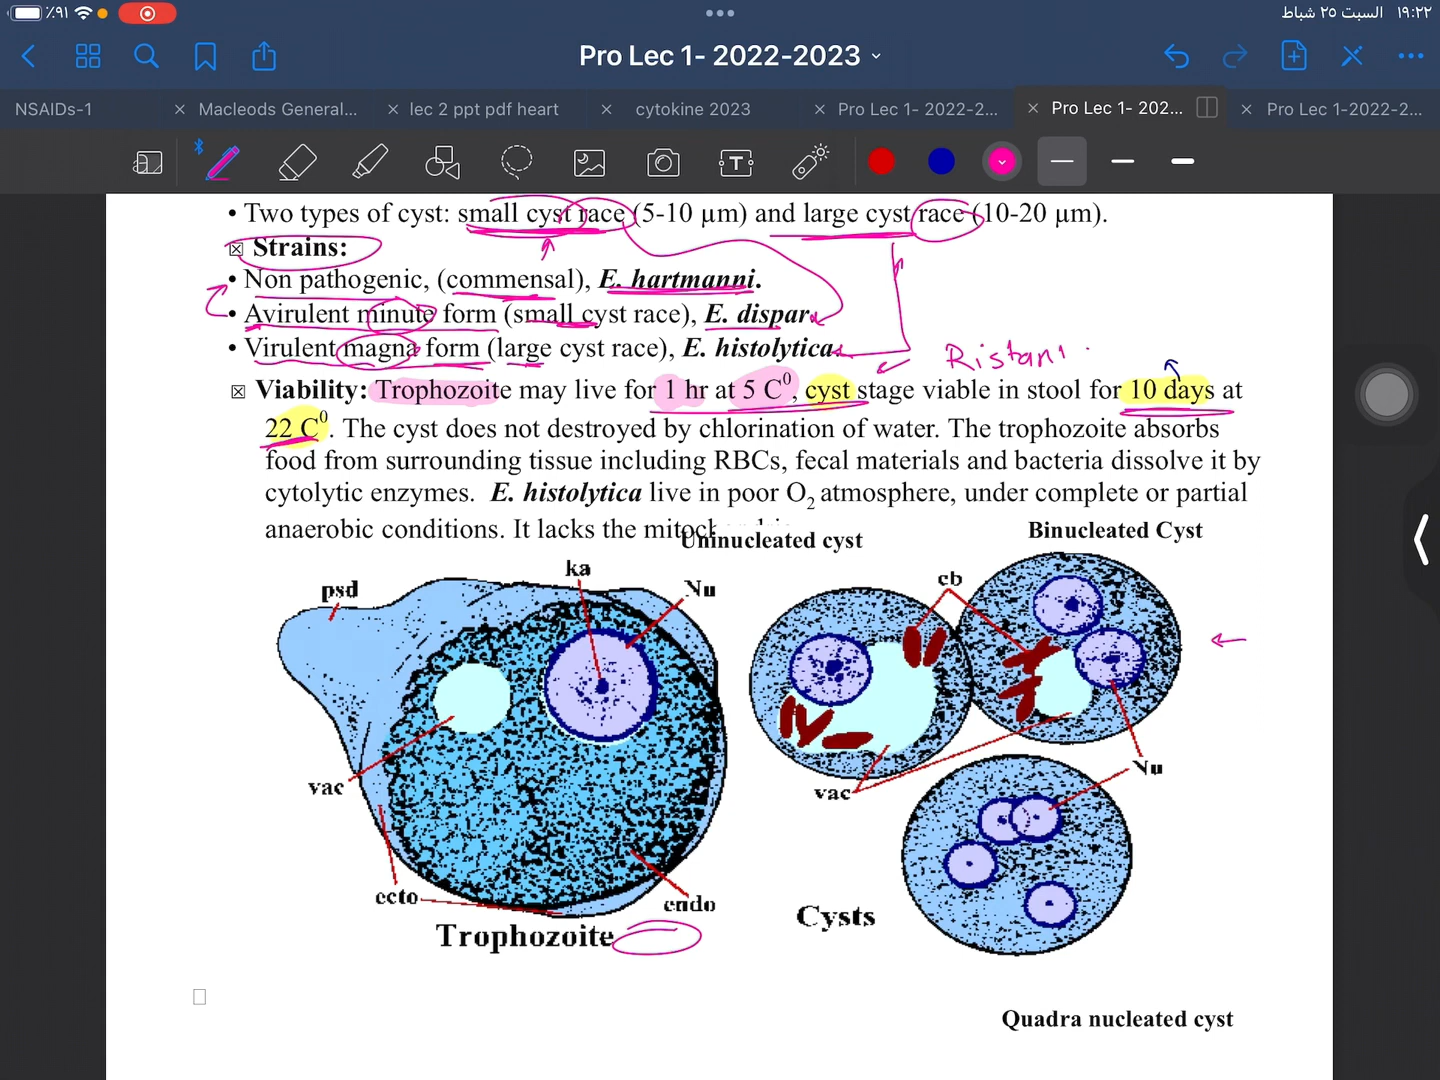 ٪٩١
السبت ٢٥ شباط ١٩:٢٢
Pro Lec 1- 2022-2023
NSAIDs-1
Macleods General...
lec 2 ppt pdf heart
cytokine 2023
Pro Lec 1- 2022-2...
Pro Lec 1- 202...
Pro Lec 1-2022-2...
• Two types of cyst: small cyst race (5-10 µm) and large cyst race (10-20 µm).
Strains:
• Non pathogenic, (commensal), E. hartmanni.
• Avirulent minute form (small cyst race), E. dispar
• Virulent magna form (large cyst race), E. histolytica
Ristani
Viability: Trophozoite may live for 1 hr at 5 C⁰, cyst stage viable in stool for 10 days at
22 C⁰. The cyst does not destroyed by chlorination of water. The trophozoite absorbs
food from surrounding tissue including RBCs, fecal materials and bacteria dissolve it by
cytolytic enzymes. E. histolytica live in poor O₂ atmosphere, under complete or partial
anaerobic conditions. It lacks the
Uninucleated cyst
Binucleated Cyst
psd
ka
Nu
cb
vac
vac
Nu
ecto
endo
Trophozoite
Cysts
Quadra nucleated cyst